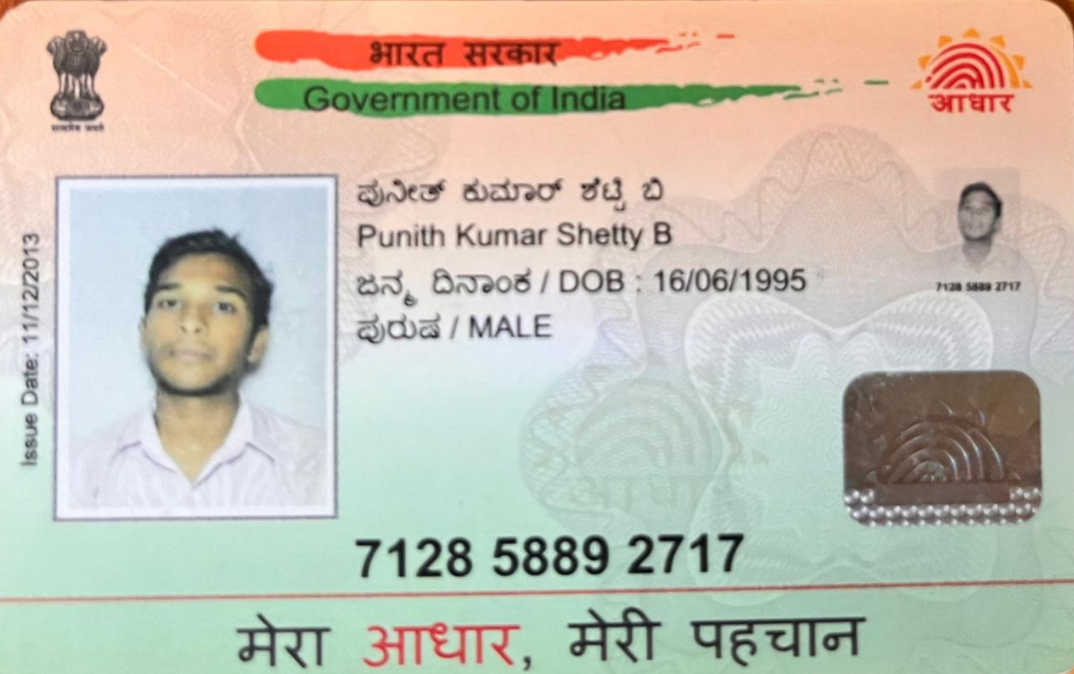 भारत सरकार
Government of India
सत्यमेव जयते
आधार
ಪುನೀತ್ ಕುಮಾರ್ ಶೆಟ್ಟಿ ಬಿ
Punith Kumar Shetty B
ಜನ್ಮ ದಿನಾಂಕ / DOB : 16/06/1995
ಪುರುಷ / MALE
7128 5889 2717
Issue Date: 11/12/2013
आधार
7128 5889 2717
मेरा आधार, मेरी पहचान